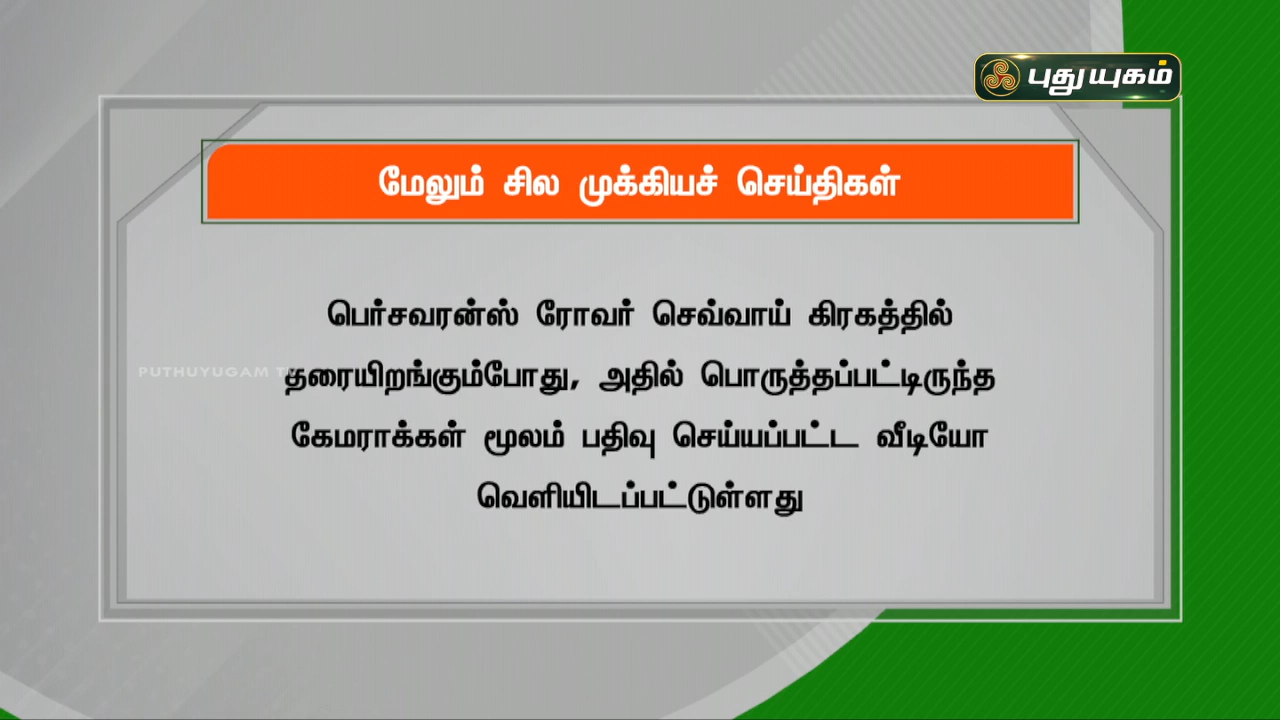 புதுயுகம்
மேலும் சில முக்கியச் செய்திகள்
பெர்சவரன்ஸ் ரோவர் செவ்வாய் கிரகத்தில்
PUTHUYUGAM TV
தரையிறங்கும்போது, அதில் பொருத்தப்பட்டிருந்த
கேமராக்கள் மூலம் பதிவு செய்யப்பட்ட வீடியோ
வெளியிடப்பட்டுள்ளது